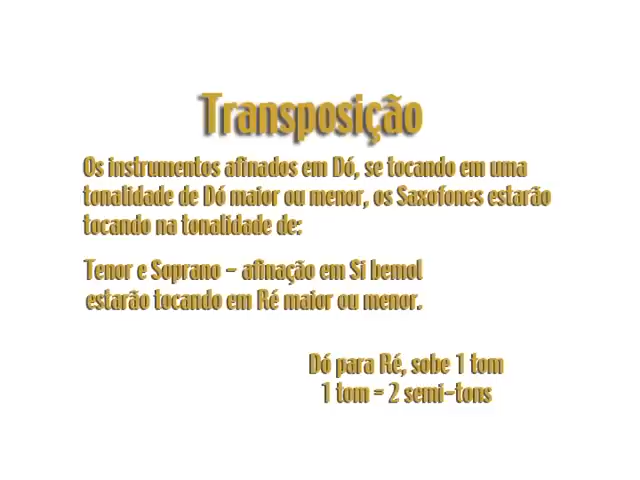 Transposição
Os instrumentos afinados em Dó, se tocando em uma
tonalidade de Dó maior ou menor, os Saxofones estarão
tocando na tonalidade de:
Tenor e Soprano - afinação em Si bemol
estarão tocando em Ré maior ou menor.
Dó para Ré, sobe 1 tom
1 tom = 2 semi-tons